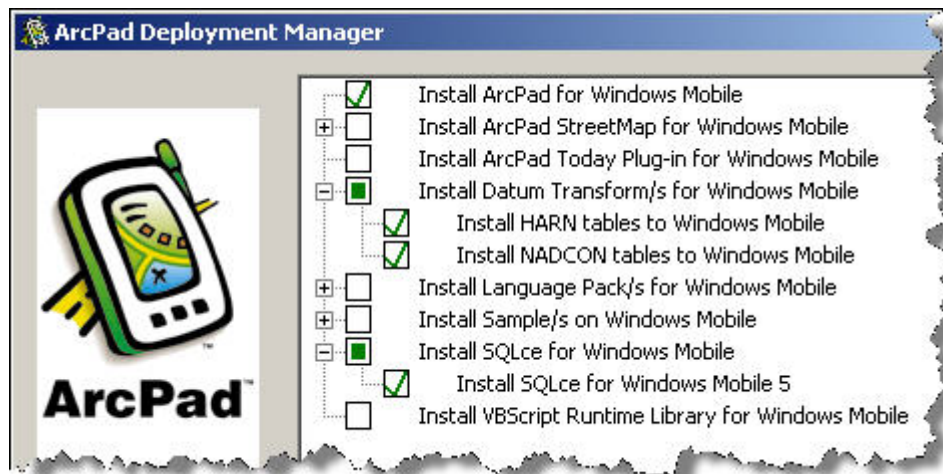 ArcPad Deployment Manager
Install ArcPad for Windows Mobile
Install ArcPad StreetMap for Windows Mobile
Install ArcPad Today Plug-in for Windows Mobile
Install Datum Transform/s for Windows Mobile
Install HARN tables to Windows Mobile
Install NADCON tables to Windows Mobile
Install Language Pack/s for Windows Mobile
Install Sample/s on Windows Mobile
Install SQLce for Windows Mobile
Install SQLce for Windows Mobile 5
Install VBScript Runtime Library for Windows Mobile
ArcPad™